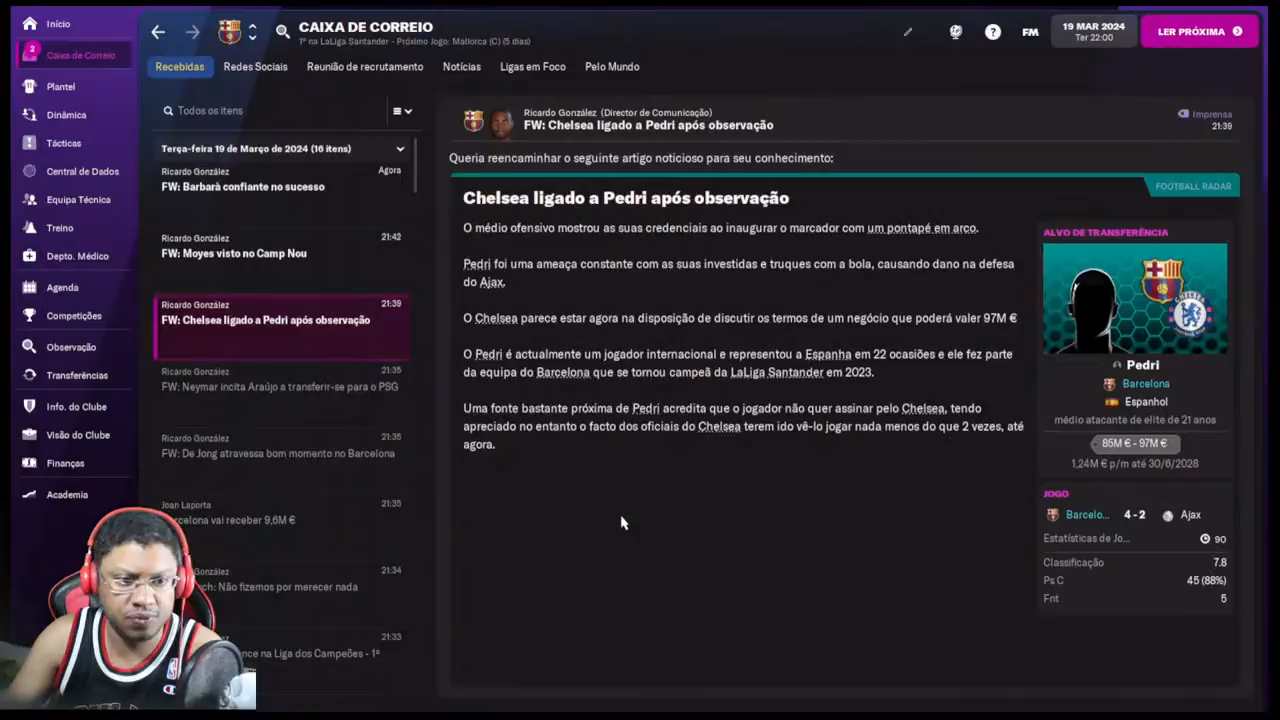 Início
2
Caixa de Correio
Plantel
Dinâmica
Tácticas
Central de Dados
Equipa Técnica
Treino
Depto. Médico
Agenda
Competições
Observação
Transferências
Info. do Clube
Visão do Clube
Finanças
Academia
CAIXA DE CORREIO
1º na LaLiga Santander - Próximo Jogo: Mallorca (C) (5 dias)
FM
19 MAR 2024
Ter 22:00
LER PRÓXIMA
Recebidas
Redes Sociais
Reunião de recrutamento
Notícias
Ligas em Foco
Pelo Mundo
Todos os itens
Terça-feira 19 de Março de 2024 (16 itens)
Ricardo González Agora
FW: Barbarà confiante no sucesso
Ricardo González 21:42
FW: Moyes visto no Camp Nou
Ricardo González 21:39
FW: Chelsea ligado a Pedri após observação
Ricardo González 21:35
FW: Neymar incita Araújo a transferir-se para o PSG
Ricardo González 21:35
FW: De Jong atravessa bom momento no Barcelona
Joan Laporta 21:35
rcelona vai receber 9,6M €
González 21:34
ch: Não fizemos por merecer nada
21:33
nce na Liga dos Campeões - 1ª
Ricardo González (Director de Comunicação)
FW: Chelsea ligado a Pedri após observação
Imprensa
21:39
Queria reencaminhar o seguinte artigo noticioso para seu conhecimento:
FOOTBALL RADAR
Chelsea ligado a Pedri após observação
O médio ofensivo mostrou as suas credenciais ao inaugurar o marcador com um pontapé em arco.
Pedri foi uma ameaça constante com as suas investidas e truques com a bola, causando dano na defesa
do Ajax.
O Chelsea parece estar agora na disposição de discutir os termos de um negócio que poderá valer 97M €
O Pedri é actualmente um jogador internacional e representou a Espanha em 22 ocasiões e ele fez parte
da equipa do Barcelona que se tornou campeã da LaLiga Santander em 2023.
Uma fonte bastante próxima de Pedri acredita que o jogador não quer assinar pelo Chelsea, tendo
apreciado no entanto o facto dos oficiais do Chelsea terem ido vê-lo jogar nada menos do que 2 vezes, até
agora.
ALVO DE TRANSFERÊNCIA
Pedri
Barcelona
Espanhol
médio atacante de elite de 21 anos
85M € - 97M €
1,24M € p/m até 30/6/2028
JOGO
Barcelo... 4 - 2 Ajax
Estatísticas de Jo... 90
Classificação 7.8
Ps C 45 (88%)
Fnt 5